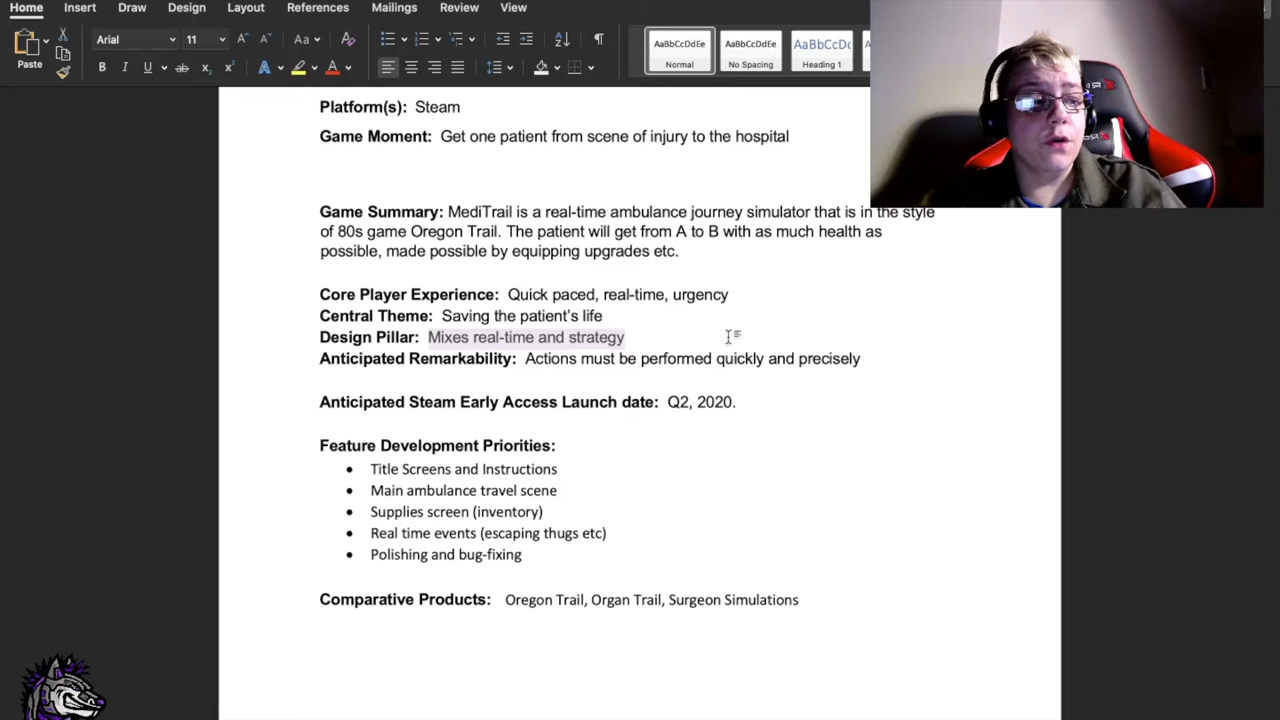 Home Insert Draw Design Layout References Mailings Review View
Arial 11 Aa
Paste
AaBbCcDdEe AaBbCcDdEe AaBbCcDc
Normal No Spacing Heading 1
Platform(s): Steam
Game Moment: Get one patient from scene of injury to the hospital
Game Summary: MediTrail is a real-time ambulance journey simulator that is in the style
of 80s game Oregon Trail. The patient will get from A to B with as much health as
possible, made possible by equipping upgrades etc.
Core Player Experience: Quick paced, real-time, urgency
Central Theme: Saving the patient's life
Design Pillar: Mixes real-time and strategy
Anticipated Remarkability: Actions must be performed quickly and precisely
Anticipated Steam Early Access Launch date: Q2, 2020.
Feature Development Priorities:
• Title Screens and Instructions
• Main ambulance travel scene
• Supplies screen (inventory)
• Real time events (escaping thugs etc)
• Polishing and bug-fixing
Comparative Products: Oregon Trail, Organ Trail, Surgeon Simulations